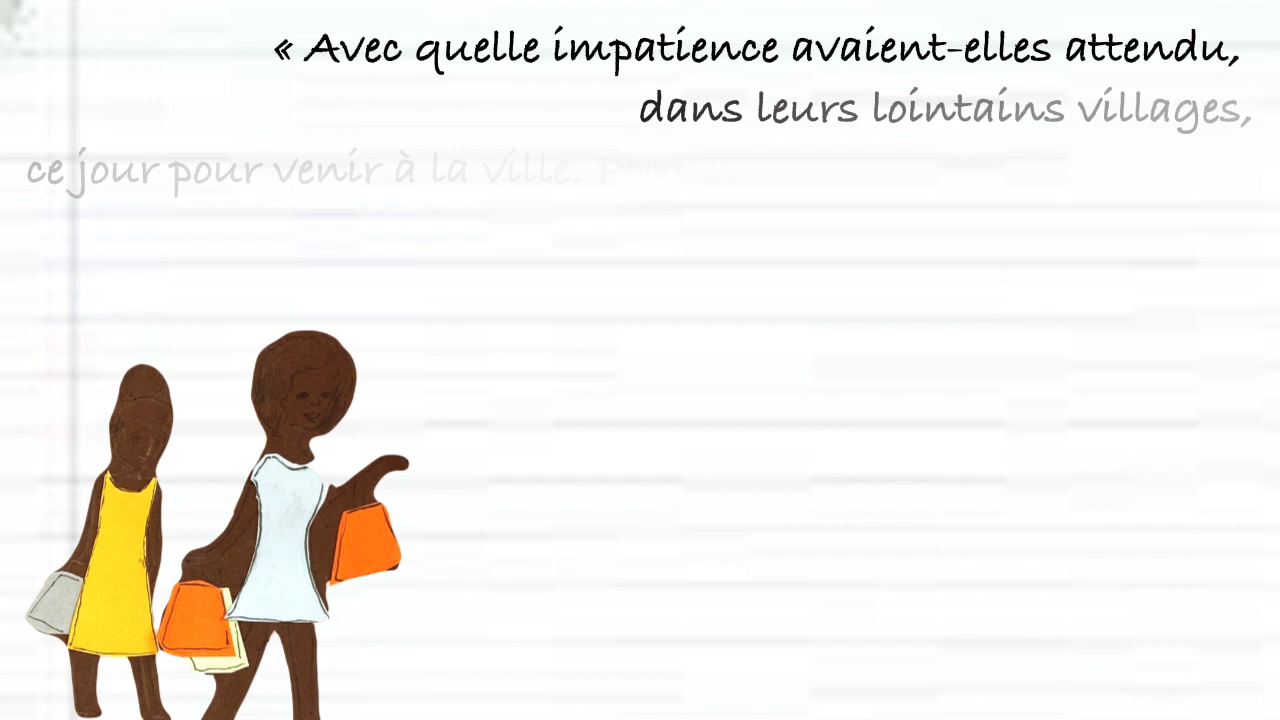 « Avec quelle impatience avaient-elles attendu,
dans leurs lointains villages,
ce jour pour venir à la ville.